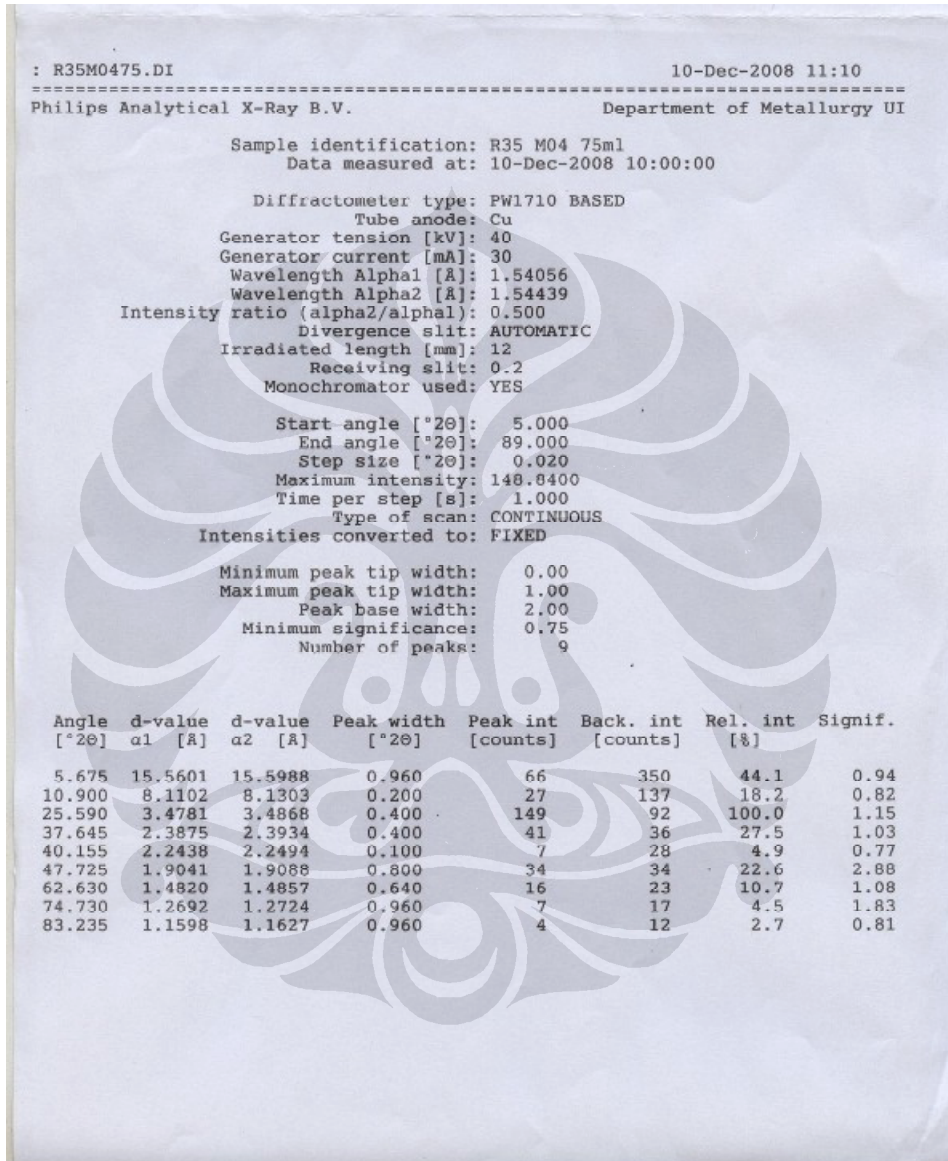 : R35M0475.DI 10-Dec-2008 11:10
================================================================================
Philips Analytical X-Ray B.V. Department of Metallurgy UI
Sample identification: R35 M04 75ml
Data measured at: 10-Dec-2008 10:00:00
Diffractometer type: PW1710 BASED
Tube anode: Cu
Generator tension [kV]: 40
Generator current [mA]: 30
Wavelength Alpha1 [Å]: 1.54056
Wavelength Alpha2 [Å]: 1.54439
Intensity ratio (alpha2/alpha1): 0.500
Divergence slit: AUTOMATIC
Irradiated length [mm]: 12
Receiving slit: 0.2
Monochromator used: YES
Start angle [°2θ]: 5.000
End angle [°2θ]: 89.000
Step size [°2θ]: 0.020
Maximum intensity: 148.8400
Time per step [s]: 1.000
Type of scan: CONTINUOUS
Intensities converted to: FIXED
Minimum peak tip width: 0.00
Maximum peak tip width: 1.00
Peak base width: 2.00
Minimum significance: 0.75
Number of peaks: 9
Angle d-value d-value Peak width Peak int Back. int Rel. int Signif.
[°2θ] α1 [Å] α2 [Å] [°2θ] [counts] [counts] [%]
5.675 15.5601 15.5988 0.960 66 350 44.1 0.94
10.900 8.1102 8.1303 0.200 27 137 18.2 0.82
25.590 3.4781 3.4868 0.400 149 92 100.0 1.15
37.645 2.3875 2.3934 0.400 41 36 27.5 1.03
40.155 2.2438 2.2494 0.100 7 28 4.9 0.77
47.725 1.9041 1.9088 0.800 34 34 22.6 2.88
62.630 1.4820 1.4857 0.640 16 23 10.7 1.08
74.730 1.2692 1.2724 0.960 7 17 4.5 1.83
83.235 1.1598 1.1627 0.960 4 12 2.7 0.81